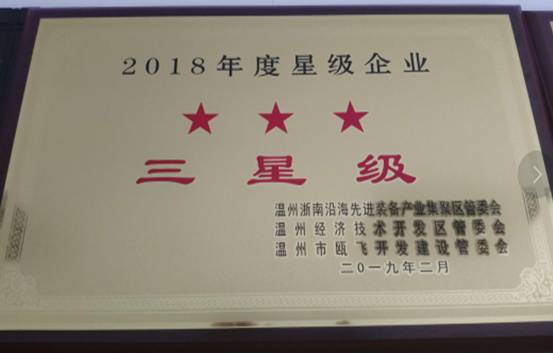 2018年度星级企业
三星级
温州浙南沿海先进装备产业集聚区管委会
温州经济技术开发区管委会
温州市瓯飞开发建设管委会
二〇一九年二月